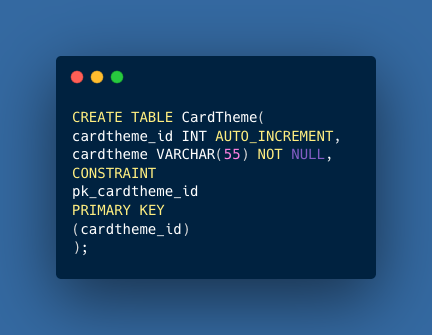 CREATE TABLE CardTheme(
cardtheme_id INT AUTO_INCREMENT,
cardtheme VARCHAR(55) NOT NULL,
CONSTRAINT
pk_cardtheme_id
PRIMARY KEY
(cardtheme_id)
);